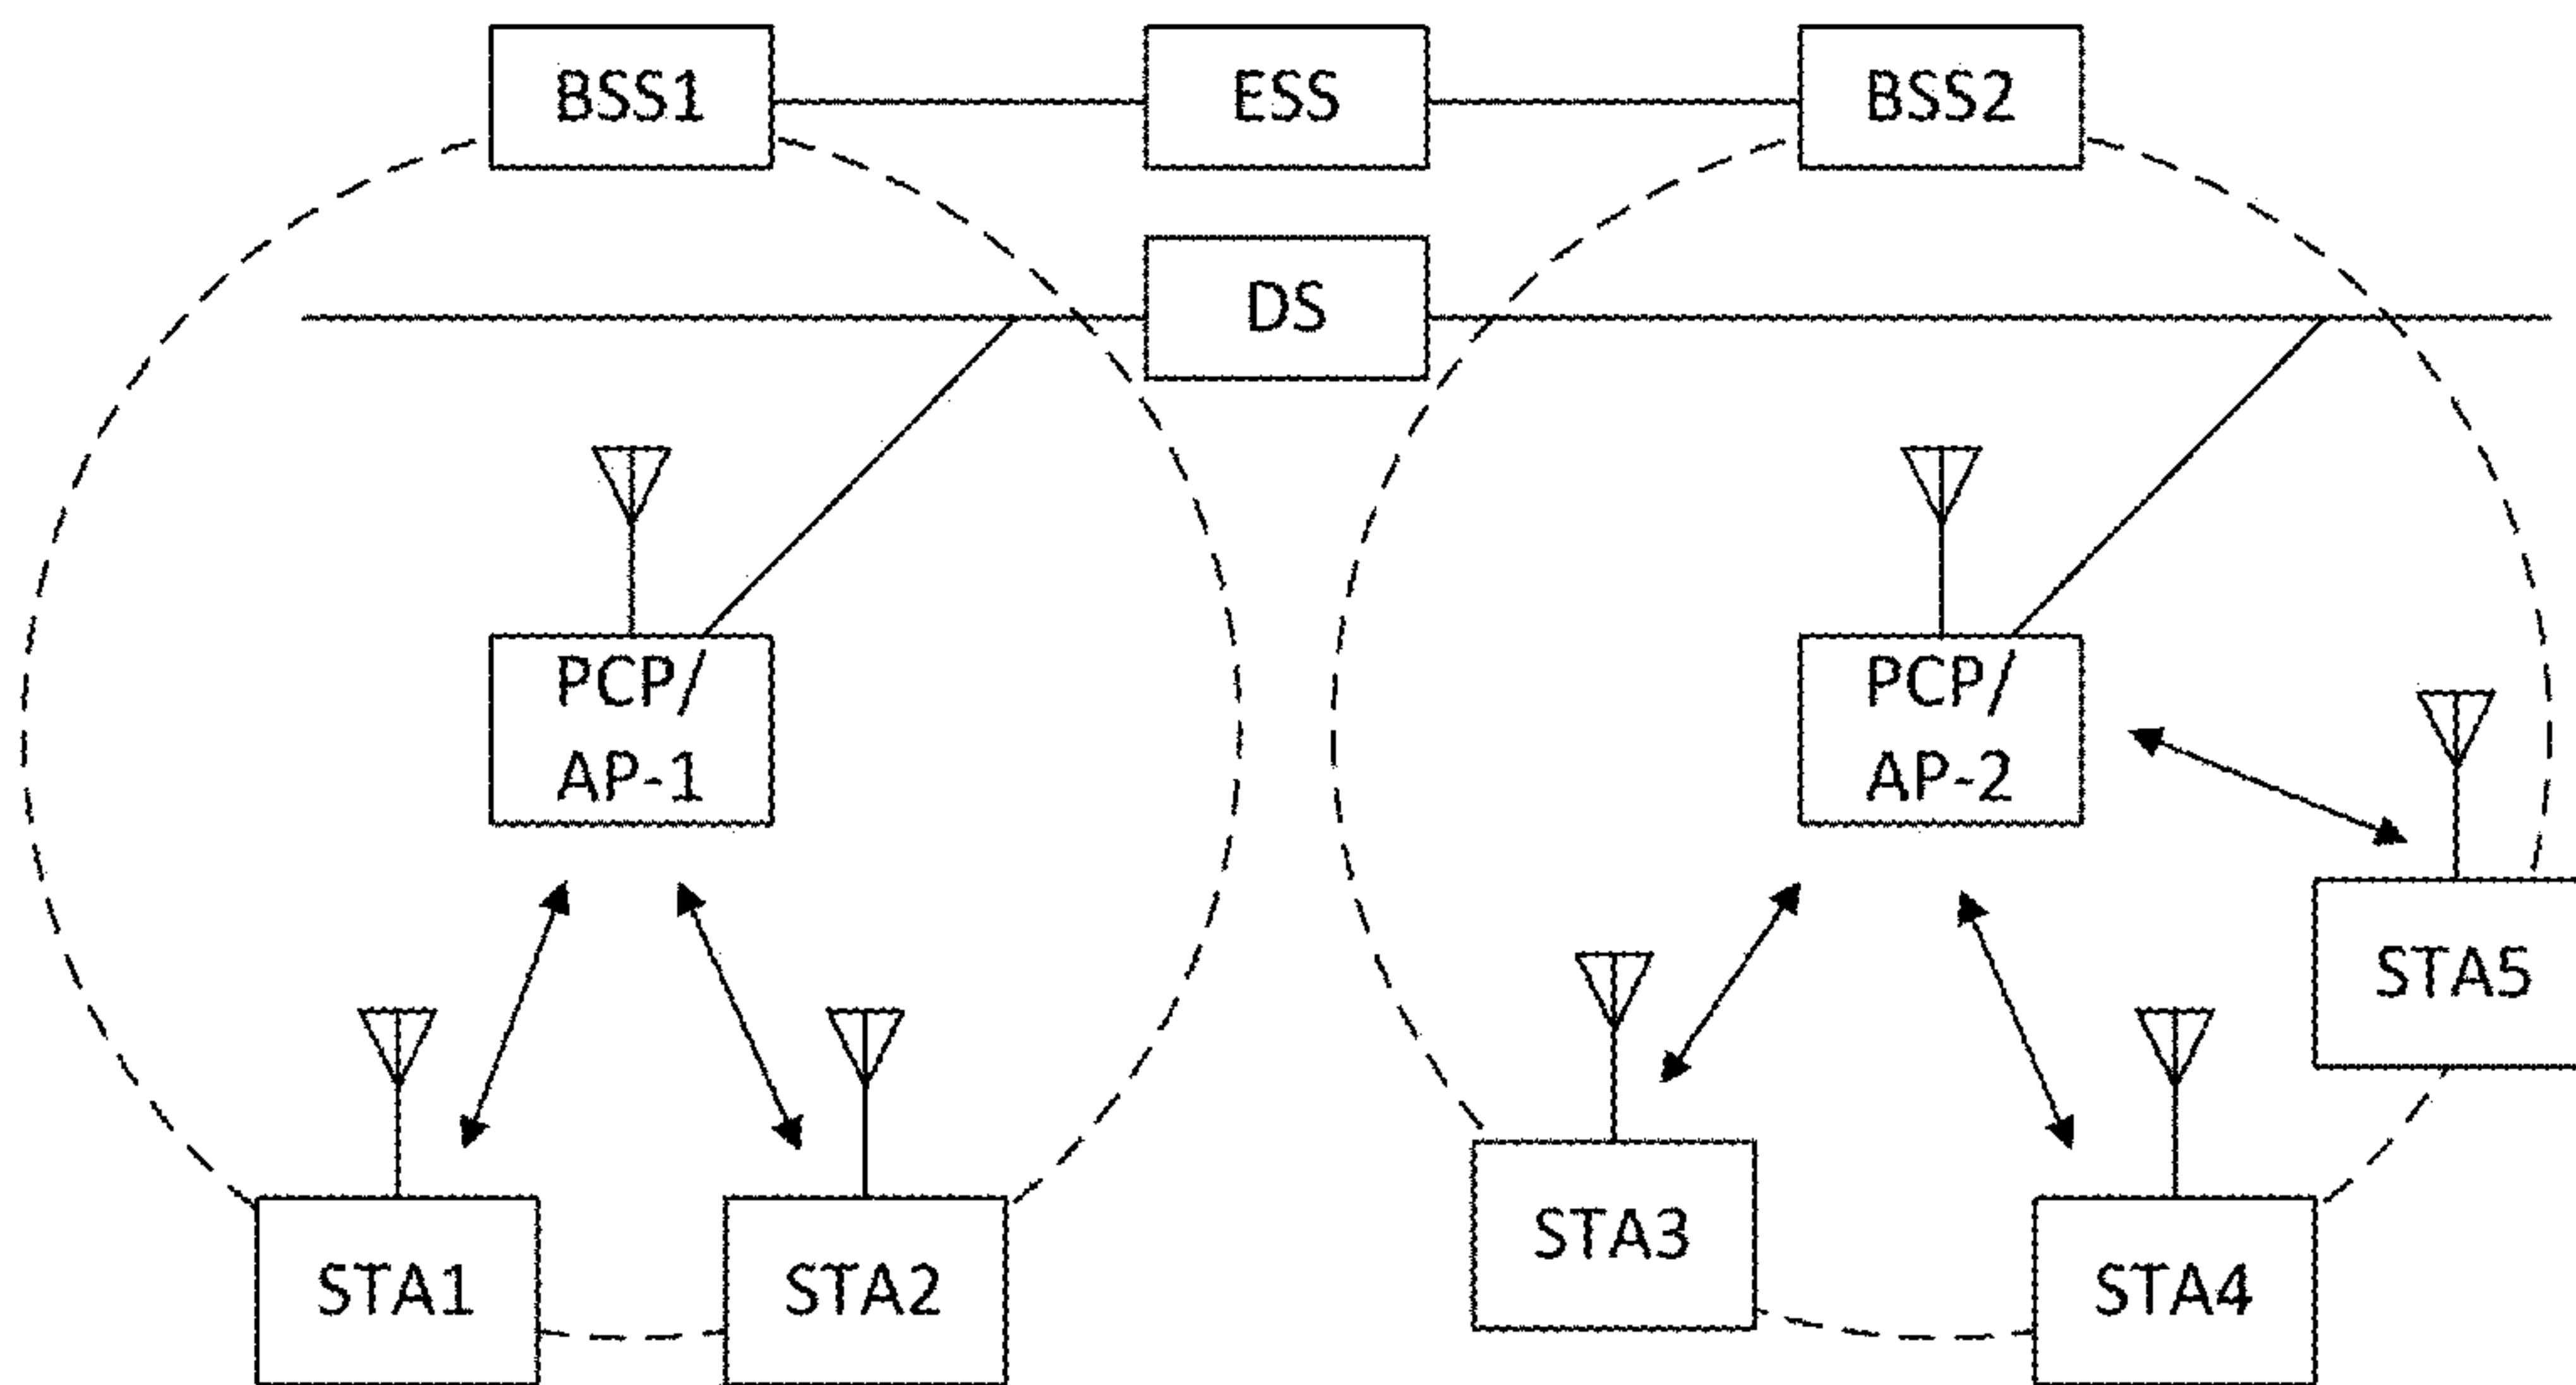 BSS1
ESS
BSS2
DS
PCP/
AP-1
PCP/
AP-2
STA5
STA3
STA1
STA2
STA4